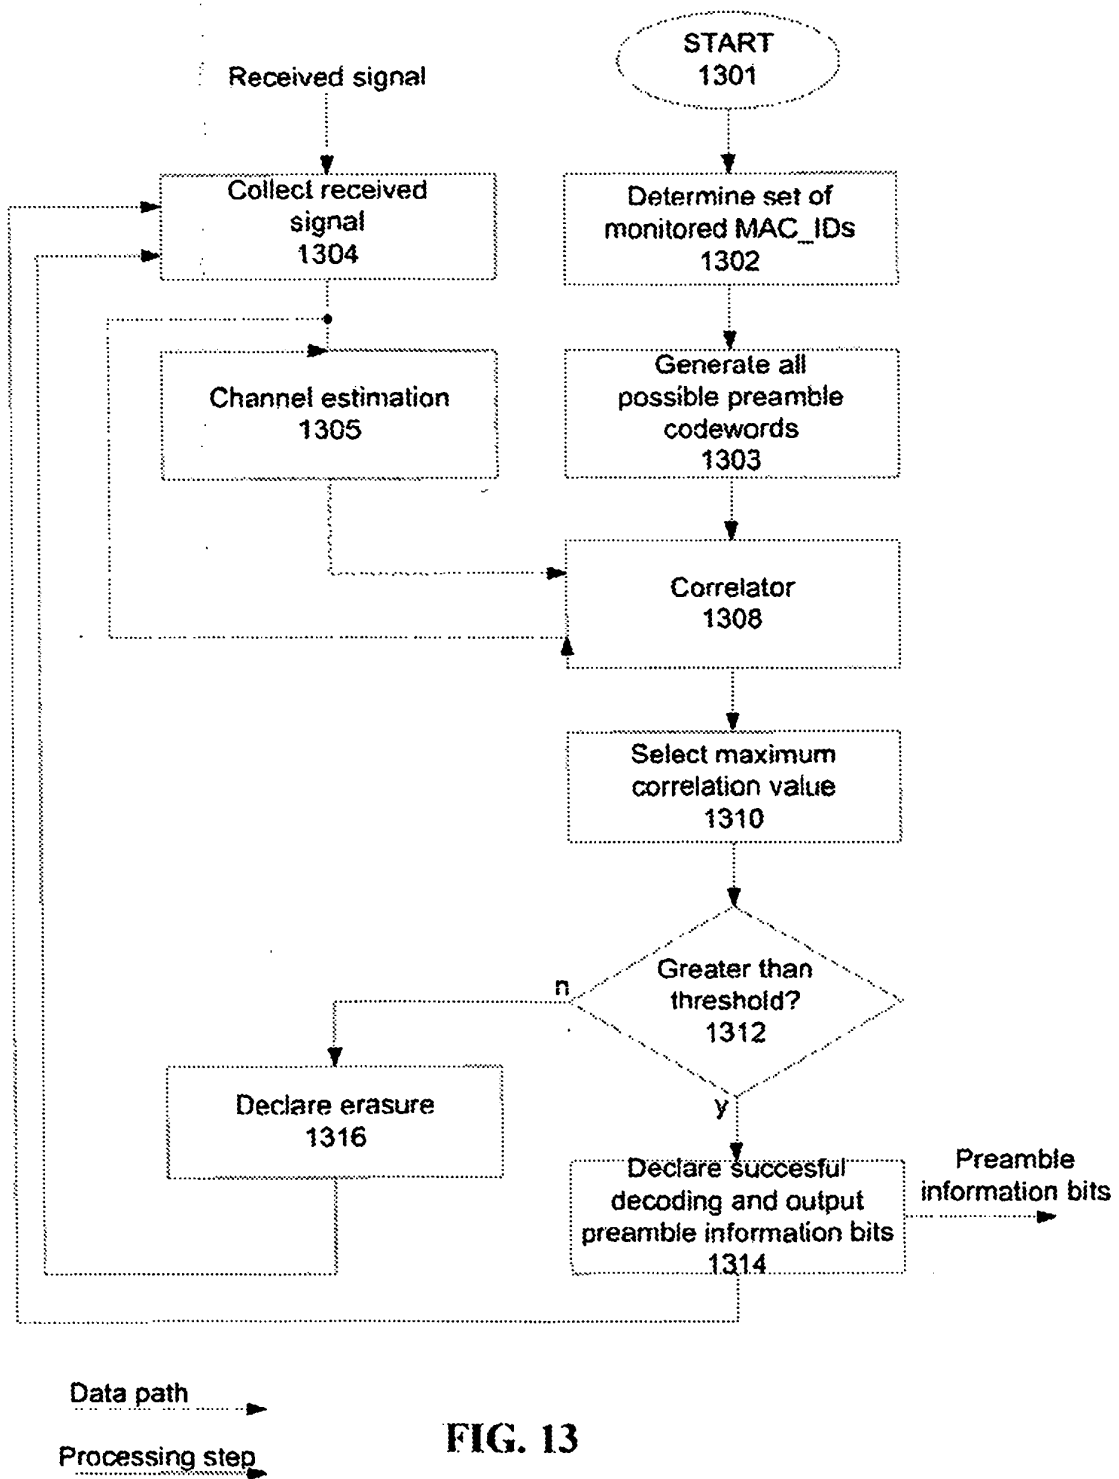 START
1301
Received signal
Collect received
signal
1304
Determine set of
monitored MAC_IDs
1302
Channel estimation
1305
Generate all
possible preamble
codewords
1303
Correlator
1308
Select maximum
correlation value
1310
Greater than
threshold?
1312
n
y
Declare erasure
1316
Declare succesful
decoding and output
preamble information bits
1314
Preamble
information bits
Data path
Processing step
FIG. 13